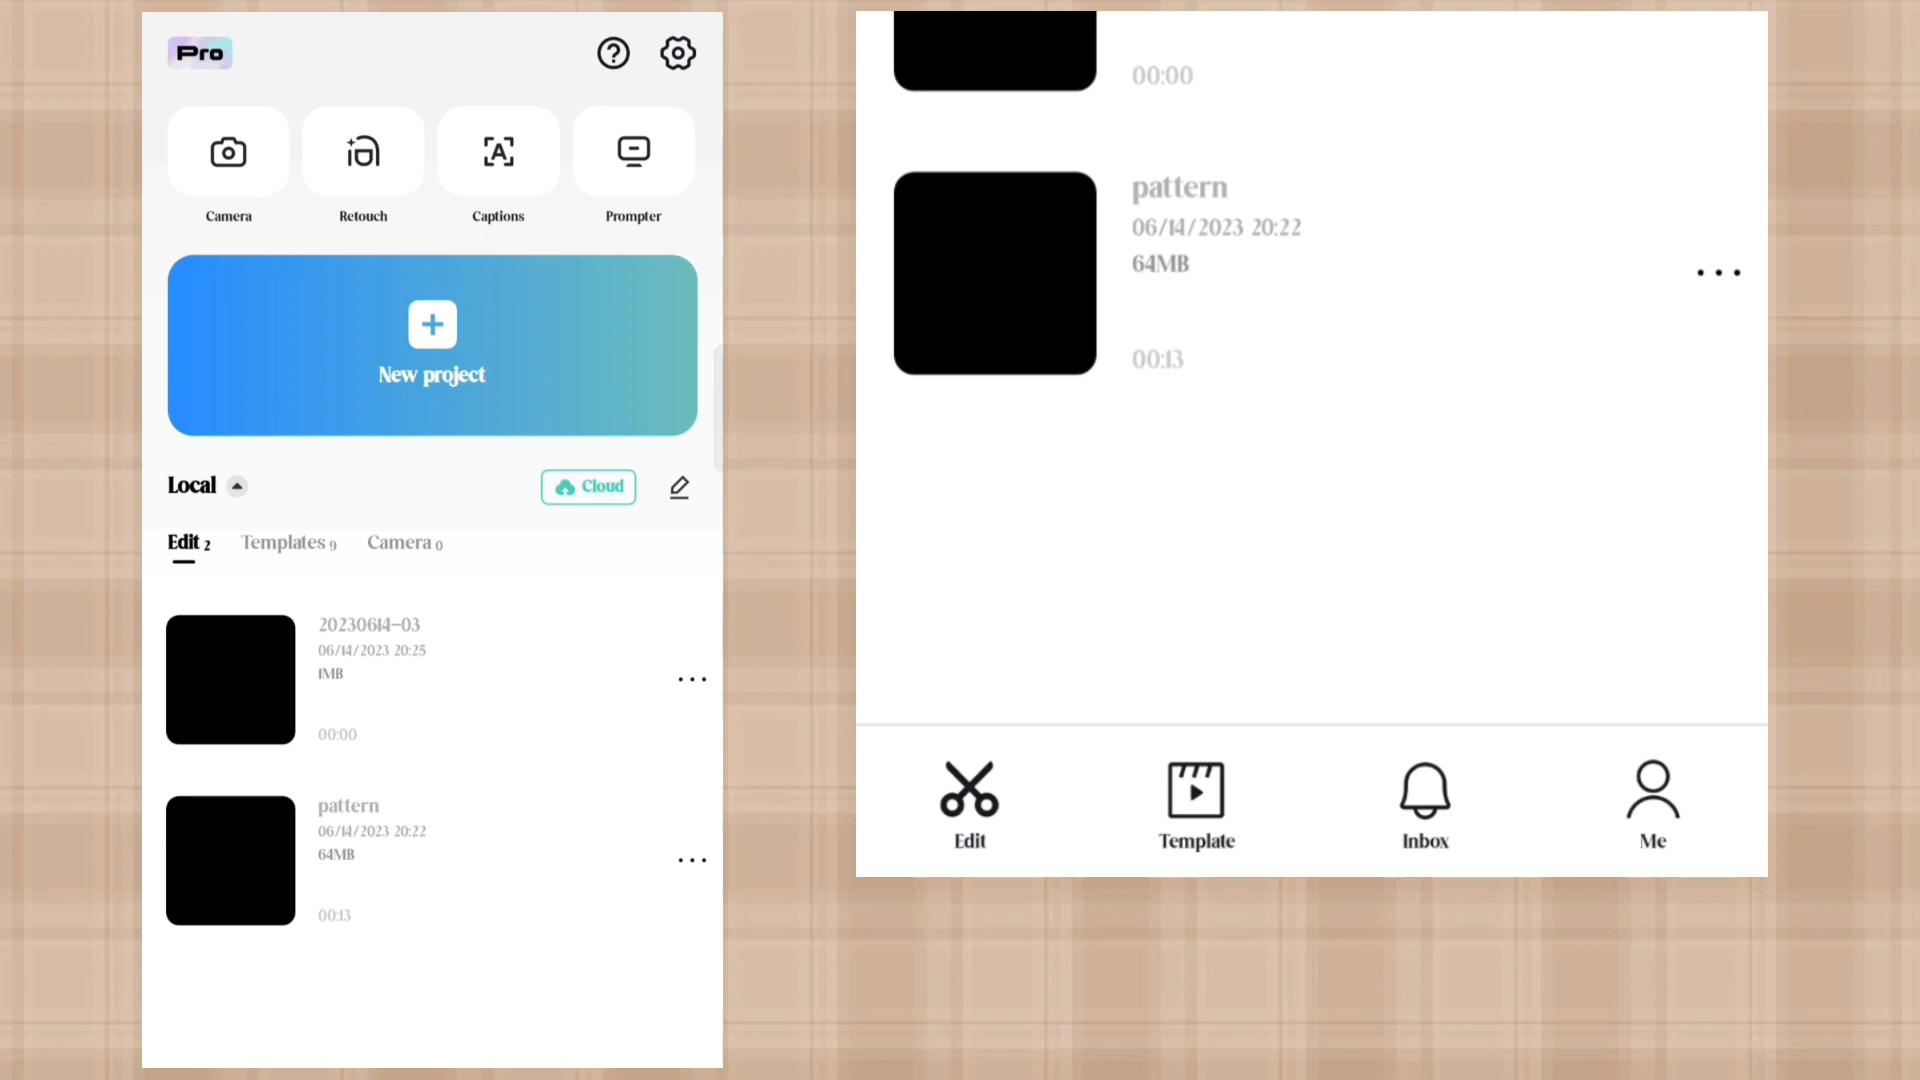 Pro
Camera
Retouch
Captions
Prompter
New project
Local
Cloud
Edit 2
Templates 9
Camera 0
20230614-03
06/14/2023 20:25
1MB
00:00
pattern
06/14/2023 20:22
64MB
00:13
00:00
pattern
06/14/2023 20:22
64MB
00:13
Edit
Template
Inbox
Me